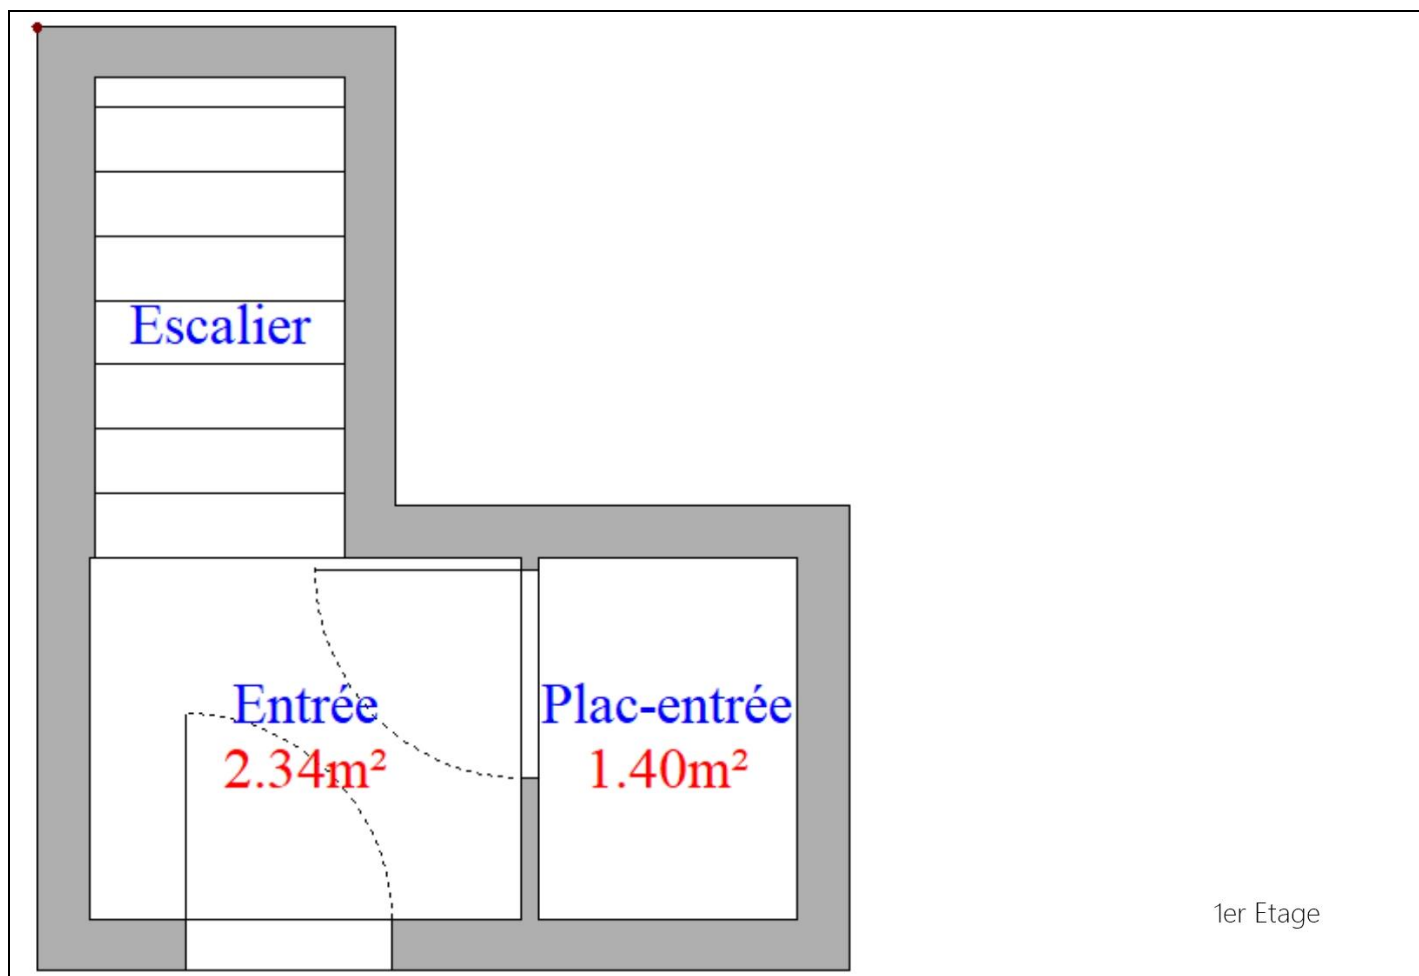 Escalier
Entrée
2.34m²
Plac-entrée
1.40m²
1er Etage